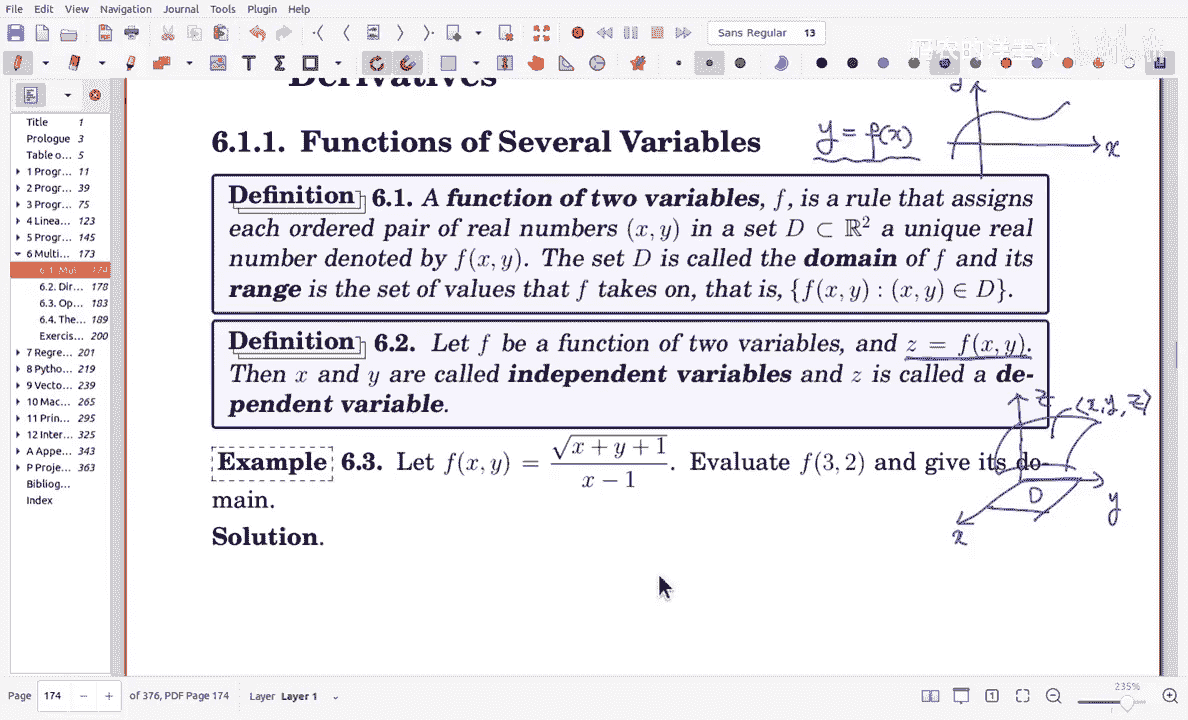 File Edit View Navigation Journal Tools Plugin Help
Sans Regular 13
Derivatives
6.1.1. Functions of Several Variables
y = f(x)
x
Definition 6.1. A function of two variables, f, is a rule that assigns
each ordered pair of real numbers (x, y) in a set D ⊂ ℝ² a unique real
number denoted by f(x, y). The set D is called the domain of f and its
range is the set of values that f takes on, that is, {f(x, y) : (x, y) ∈ D}.
Definition 6.2. Let f be a function of two variables, and z = f(x, y).
Then x and y are called independent variables and z is called a de-
pendent variable.
z (x, y, z)
D
y
x
Example 6.3. Let f(x, y) = √(x + y + 1) / (x − 1). Evaluate f(3, 2) and give its do-
main.
Solution.
Title 1
Prologue 3
Table o... 5
1 Progr... 11
2 Progr... 39
3 Progr... 75
4 Linea... 123
5 Progr... 145
6 Multi... 173
6.1. Mul... 174
6.2. Dir... 178
6.3. Op... 183
6.4. The... 189
Exercis... 200
7 Regre... 201
8 Pytho... 219
9 Vecto... 239
10 Mac... 265
11 Prin... 295
12 Inter... 325
A Appe... 343
P Proje... 363
Bibliog...
Index
Page 174 − + of 376, PDF Page 174 Layer Layer 1 235%